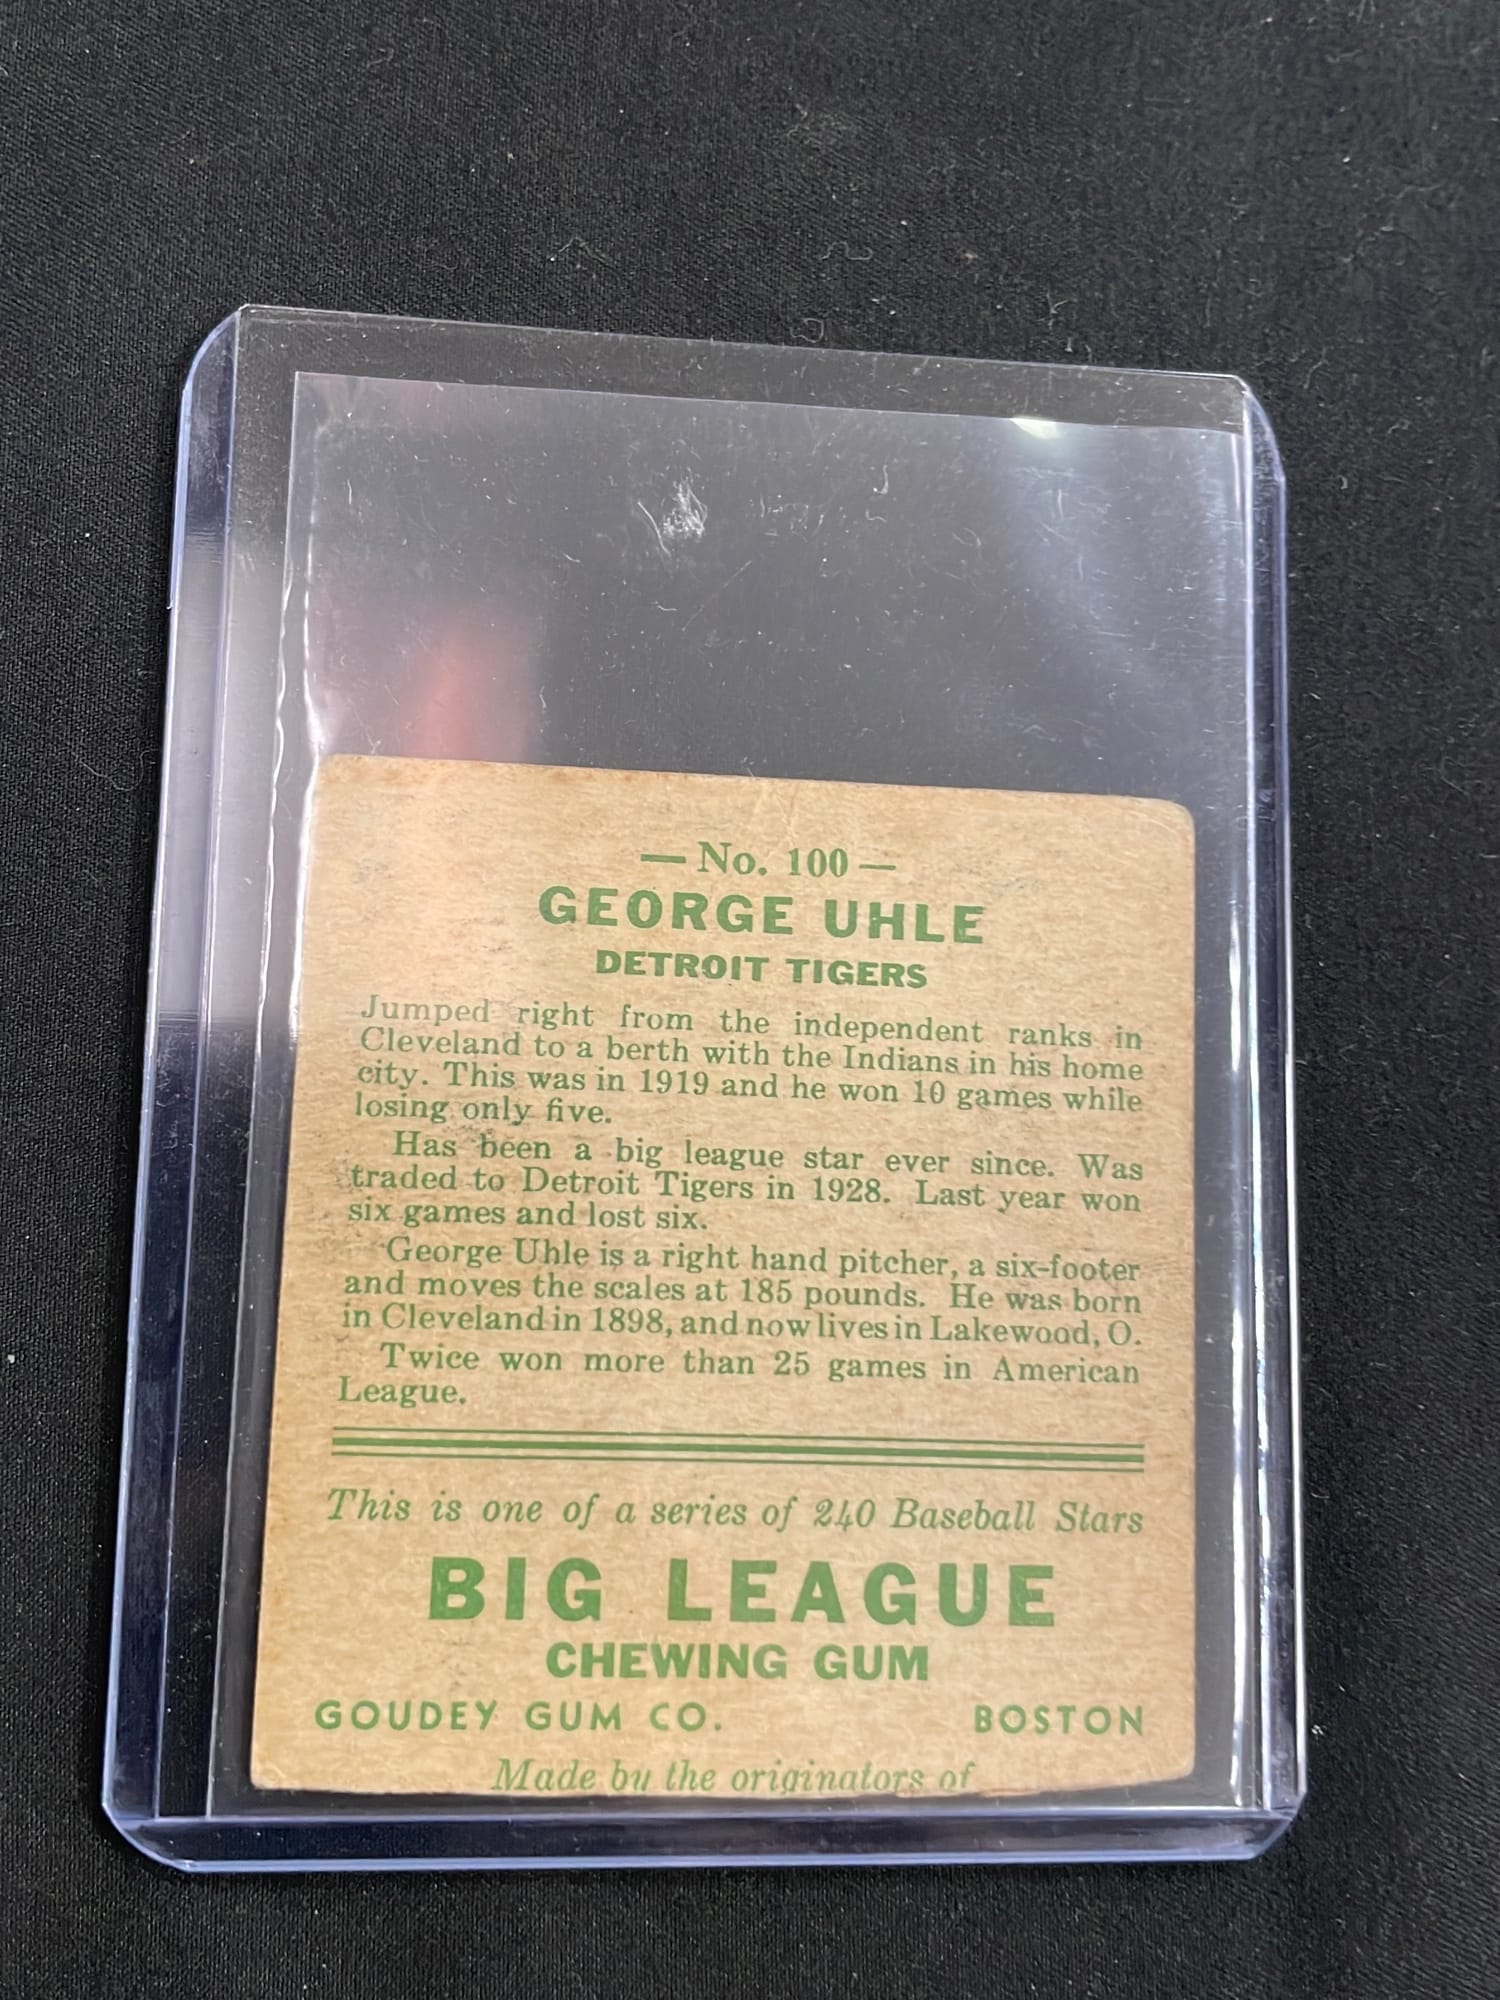 — No. 100 —
GEORGE UHLE
DETROIT TIGERS
Jumped right from the independent ranks in
Cleveland to a berth with the Indians in his home
city. This was in 1919 and he won 10 games while
losing only five.
Has been a big league star ever since. Was
traded to Detroit Tigers in 1928. Last year won
six games and lost six.
George Uhle is a right hand pitcher, a six-footer
and moves the scales at 185 pounds. He was born
in Cleveland in 1898, and now lives in Lakewood, O.
Twice won more than 25 games in American
League.
This is one of a series of 240 Baseball Stars
BIG LEAGUE
CHEWING GUM
GOUDEY GUM CO. BOSTON
Made by the originators of